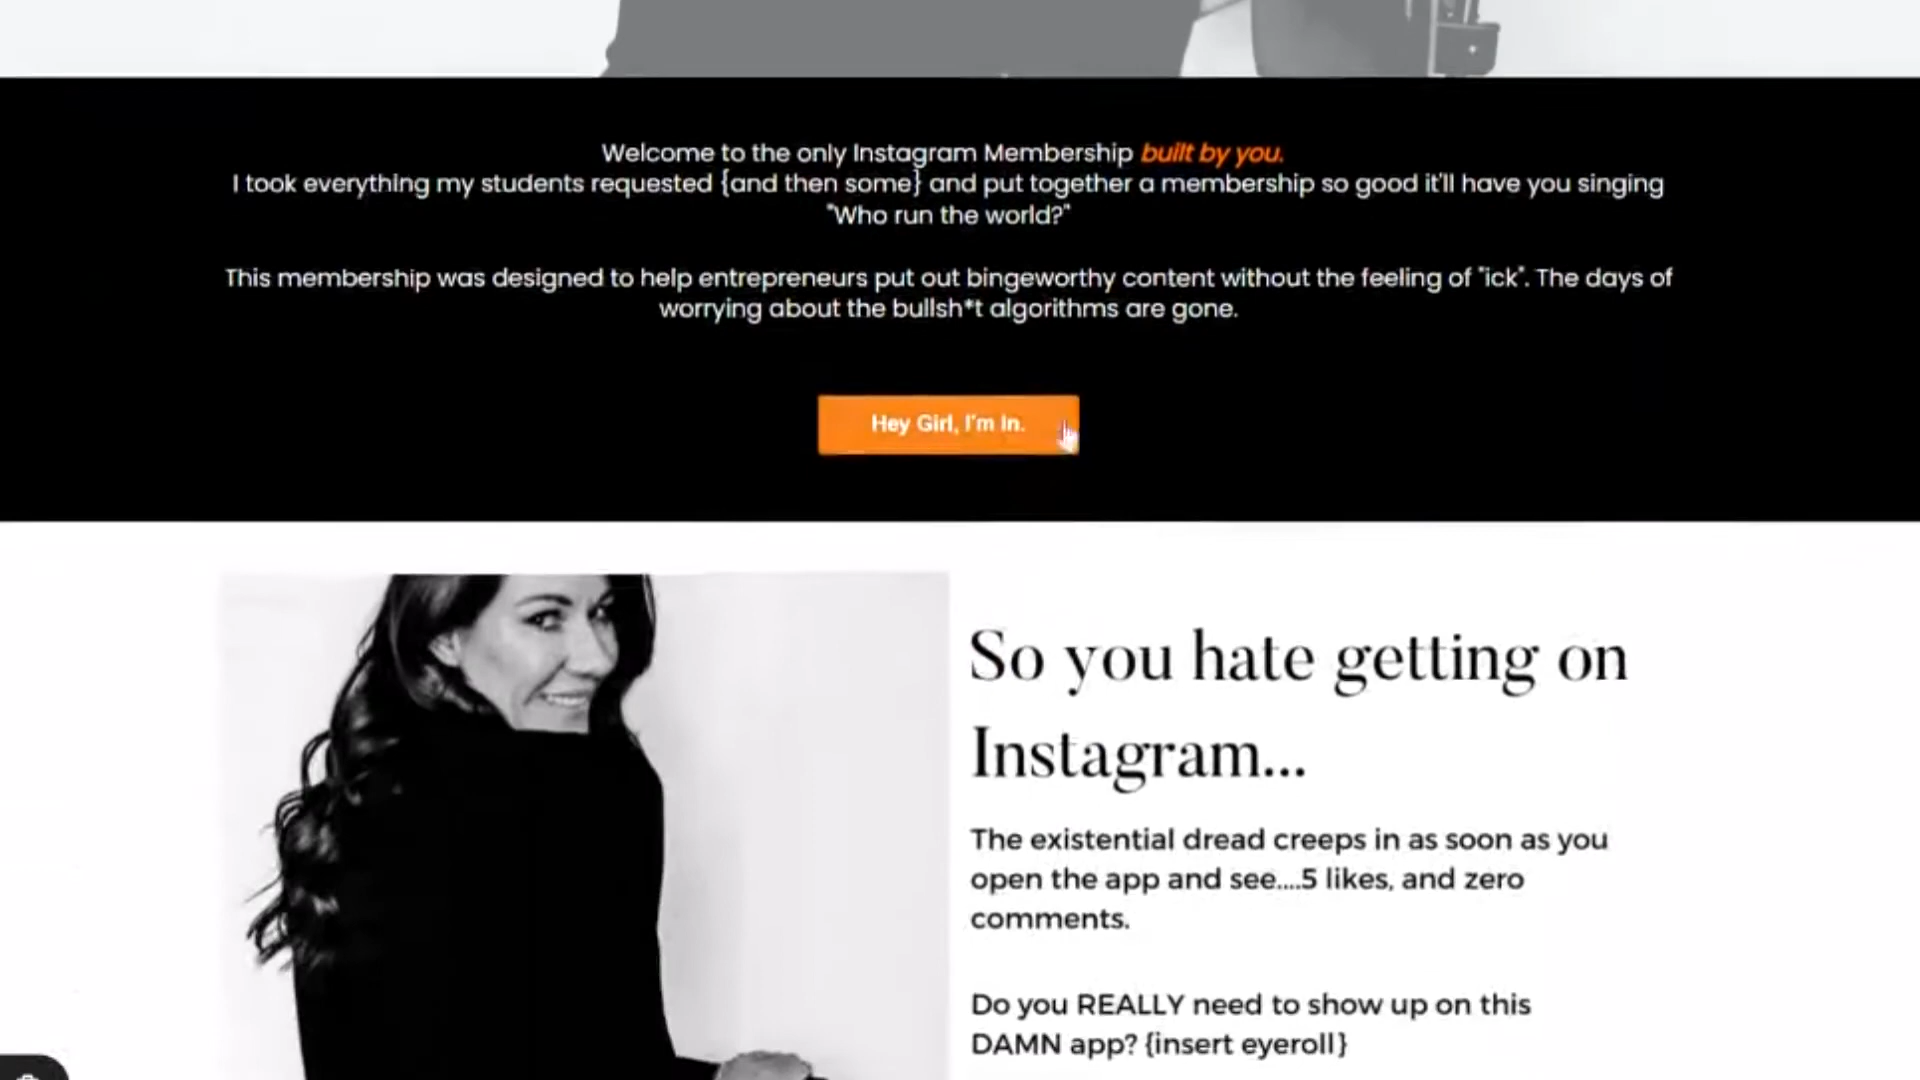 Welcome to the only Instagram Membership built by you.
I took everything my students requested {and then some} and put together a membership so good it'll have you singing
"Who run the world?"
This membership was designed to help entrepreneurs put out bingeworthy content without the feeling of "ick". The days of
worrying about the bullsh*t algorithms are gone.
Hey Girl, I'm In.
So you hate getting on
Instagram...
The existential dread creeps in as soon as you
open the app and see....5 likes, and zero
comments.
Do you REALLY need to show up on this
DAMN app? {insert eyeroll}